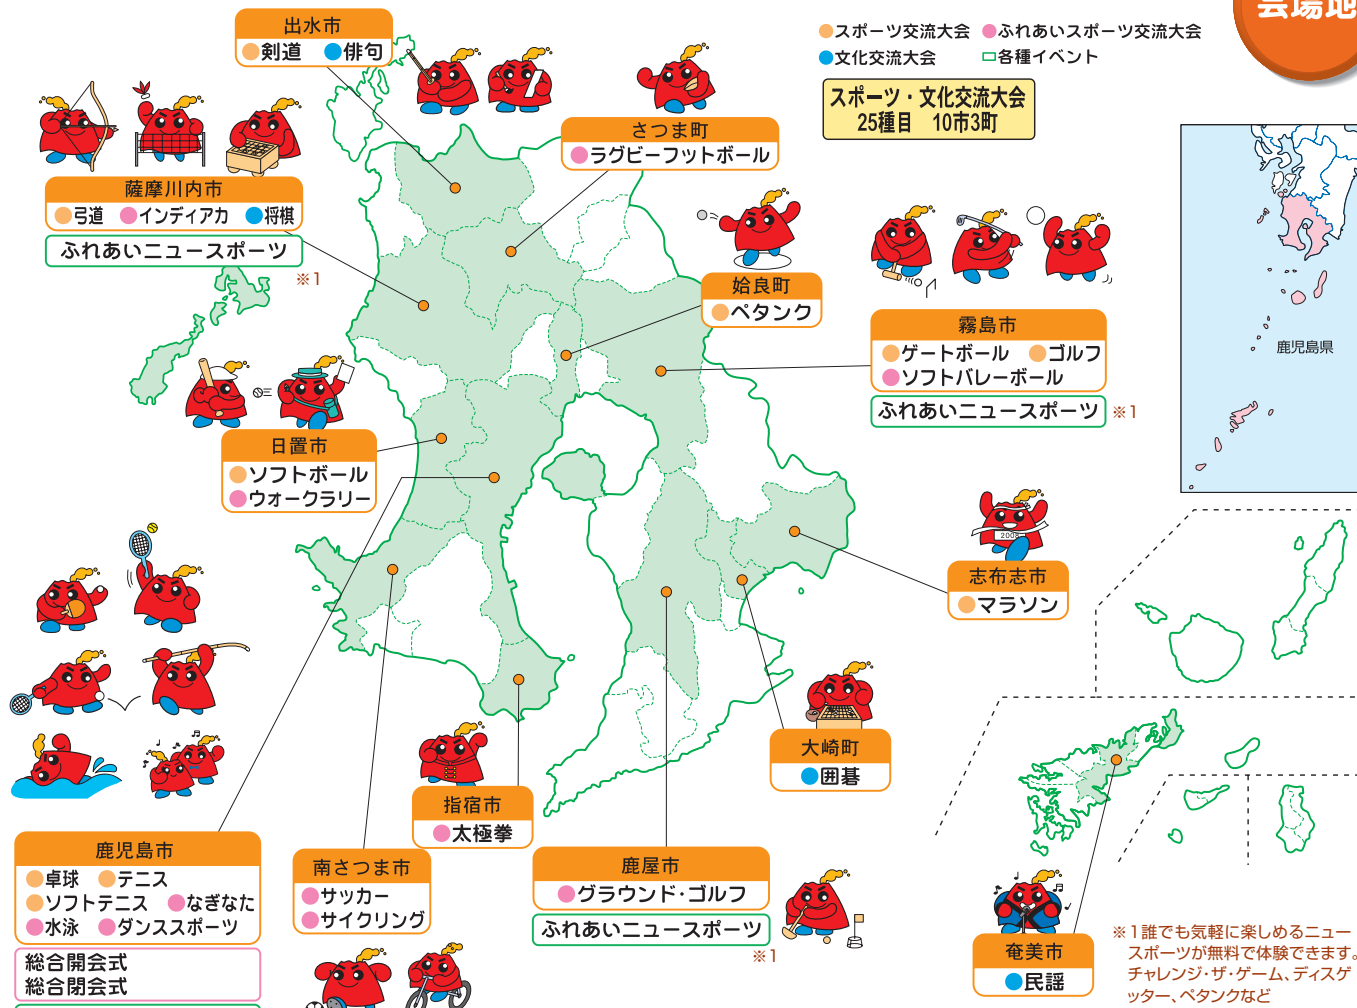 出水市
剣道 俳句
スポーツ交流大会 ふれあいスポーツ交流大会
文化交流大会 各種イベント
会場地
スポーツ・文化交流大会
25種目 10市3町
さつま町
ラグビーフットボール
薩摩川内市
弓道 インディアカ 将棋
ふれあいニュースポーツ
※1
姶良町
ペタンク
霧島市
ゲートボール ゴルフ
ソフトバレーボール
ふれあいニュースポーツ ※1
鹿児島県
日置市
ソフトボール
ウォークラリー
2008
志布志市
マラソン
大崎町
囲碁
指宿市
太極拳
鹿児島市
卓球 テニス
ソフトテニス なぎなた
水泳 ダンススポーツ
総合開会式
総合閉会式
南さつま市
サッカー
サイクリング
鹿屋市
グラウンド・ゴルフ
ふれあいニュースポーツ
※1
奄美市
民謡
※1誰でも気軽に楽しめるニュー
スポーツが無料で体験できます。
チャレンジ・ザ・ゲーム、ディスゲ
ッター、ペタンクなど